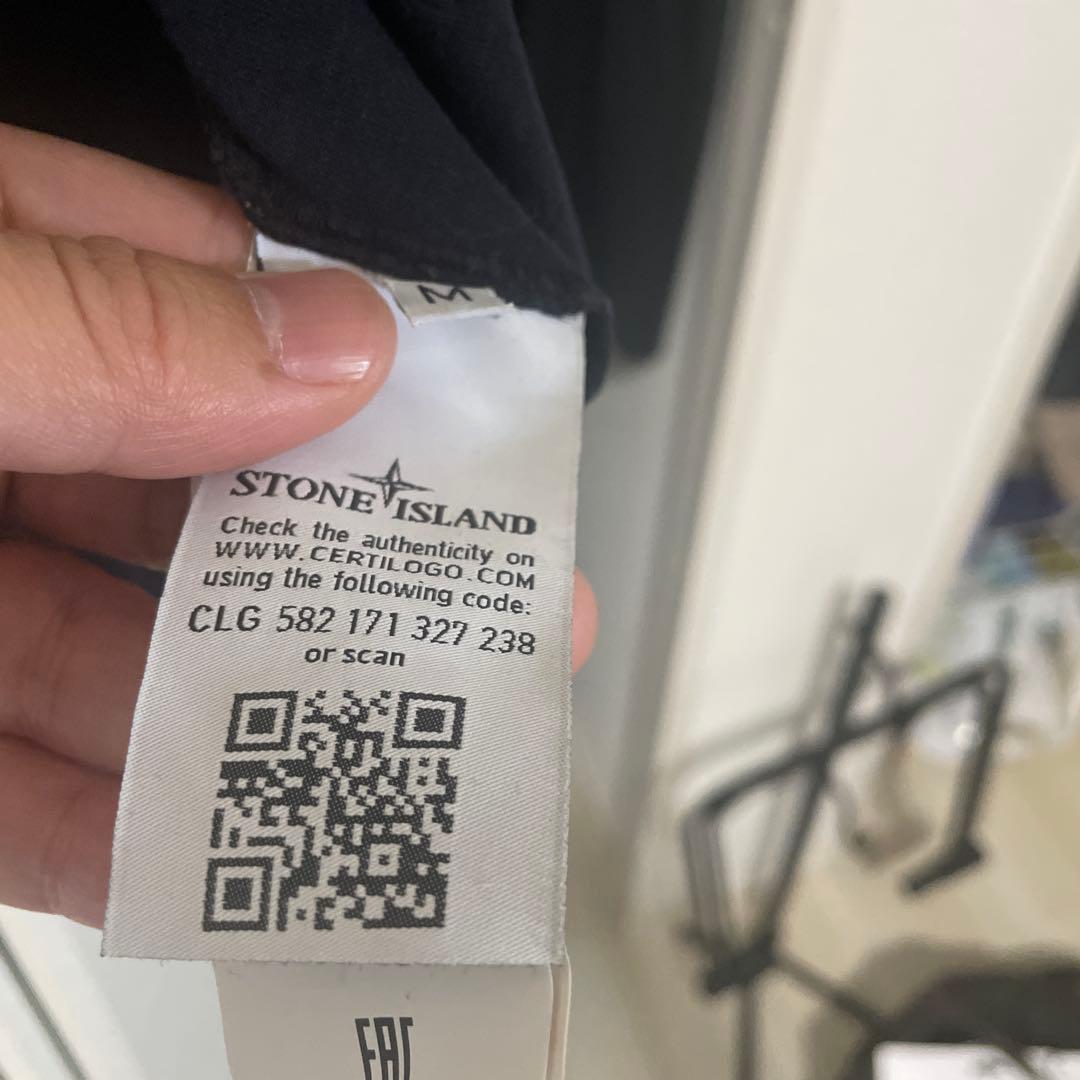 M
STONE ISLAND
Check the authenticity on
WWW.CERTILOGO.COM
using the following code:
CLG 582 171 327 238
or scan
EAC